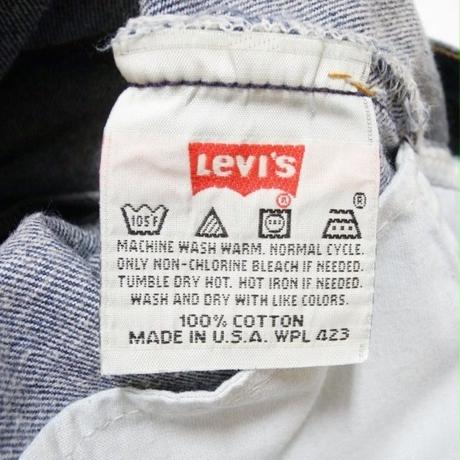 LeVI'S
®
105°F
®
MACHINE WASH WARM. NORMAL CYCLE.
ONLY NON-CHLORINE BLEACH IF NEEDED.
TUMBLE DRY HOT. HOT IRON IF NEEDED.
WASH AND DRY WITH LIKE COLORS.
100% COTTON
MADE IN U.S.A. WPL 423